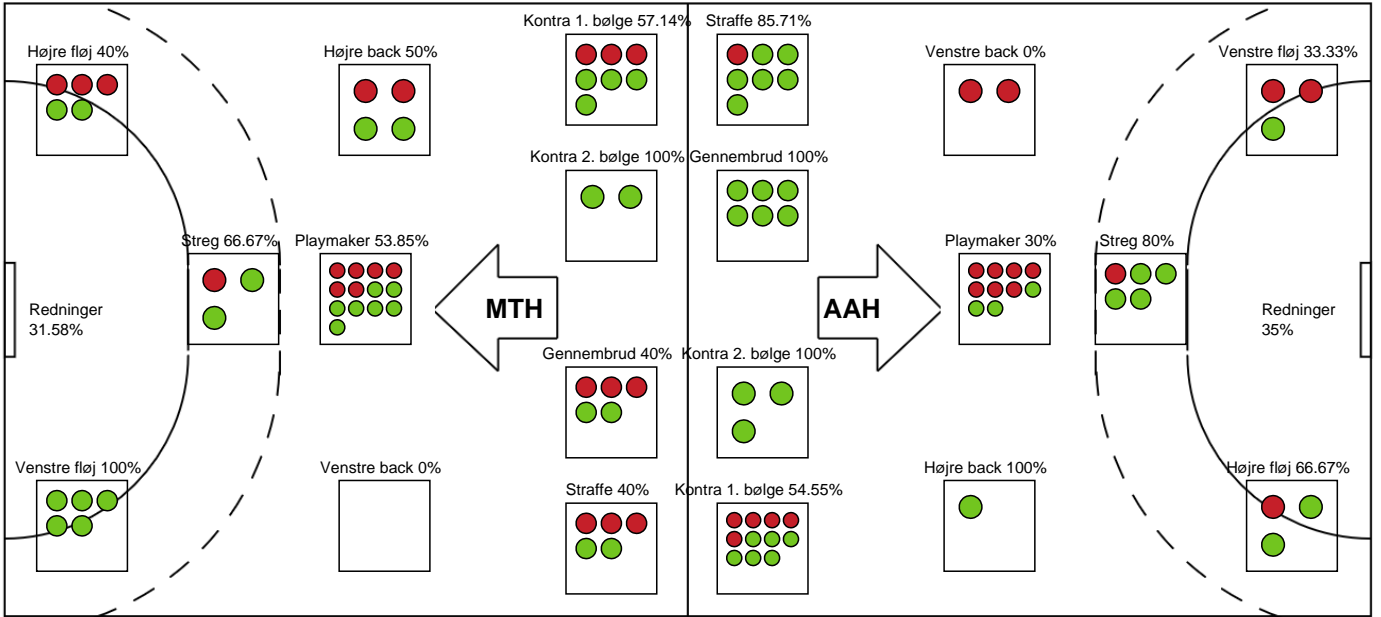 Kontra 1. bølge 57.14%
Straffe 85.71%
Højre fløj 40%
Højre back 50%
Venstre back 0%
Venstre fløj 33.33%
Kontra 2. bølge 100%
Gennembrud 100%
Streg 66.67%
Playmaker 53.85%
Playmaker 30%
Streg 80%
Redninger
31.58%
MTH
AAH
Redninger
35%
Gennembrud 40%
Kontra 2. bølge 100%
Venstre fløj 100%
Venstre back 0%
Højre back 100%
Højre fløj 66.67%
Straffe 40%
Kontra 1. bølge 54.55%